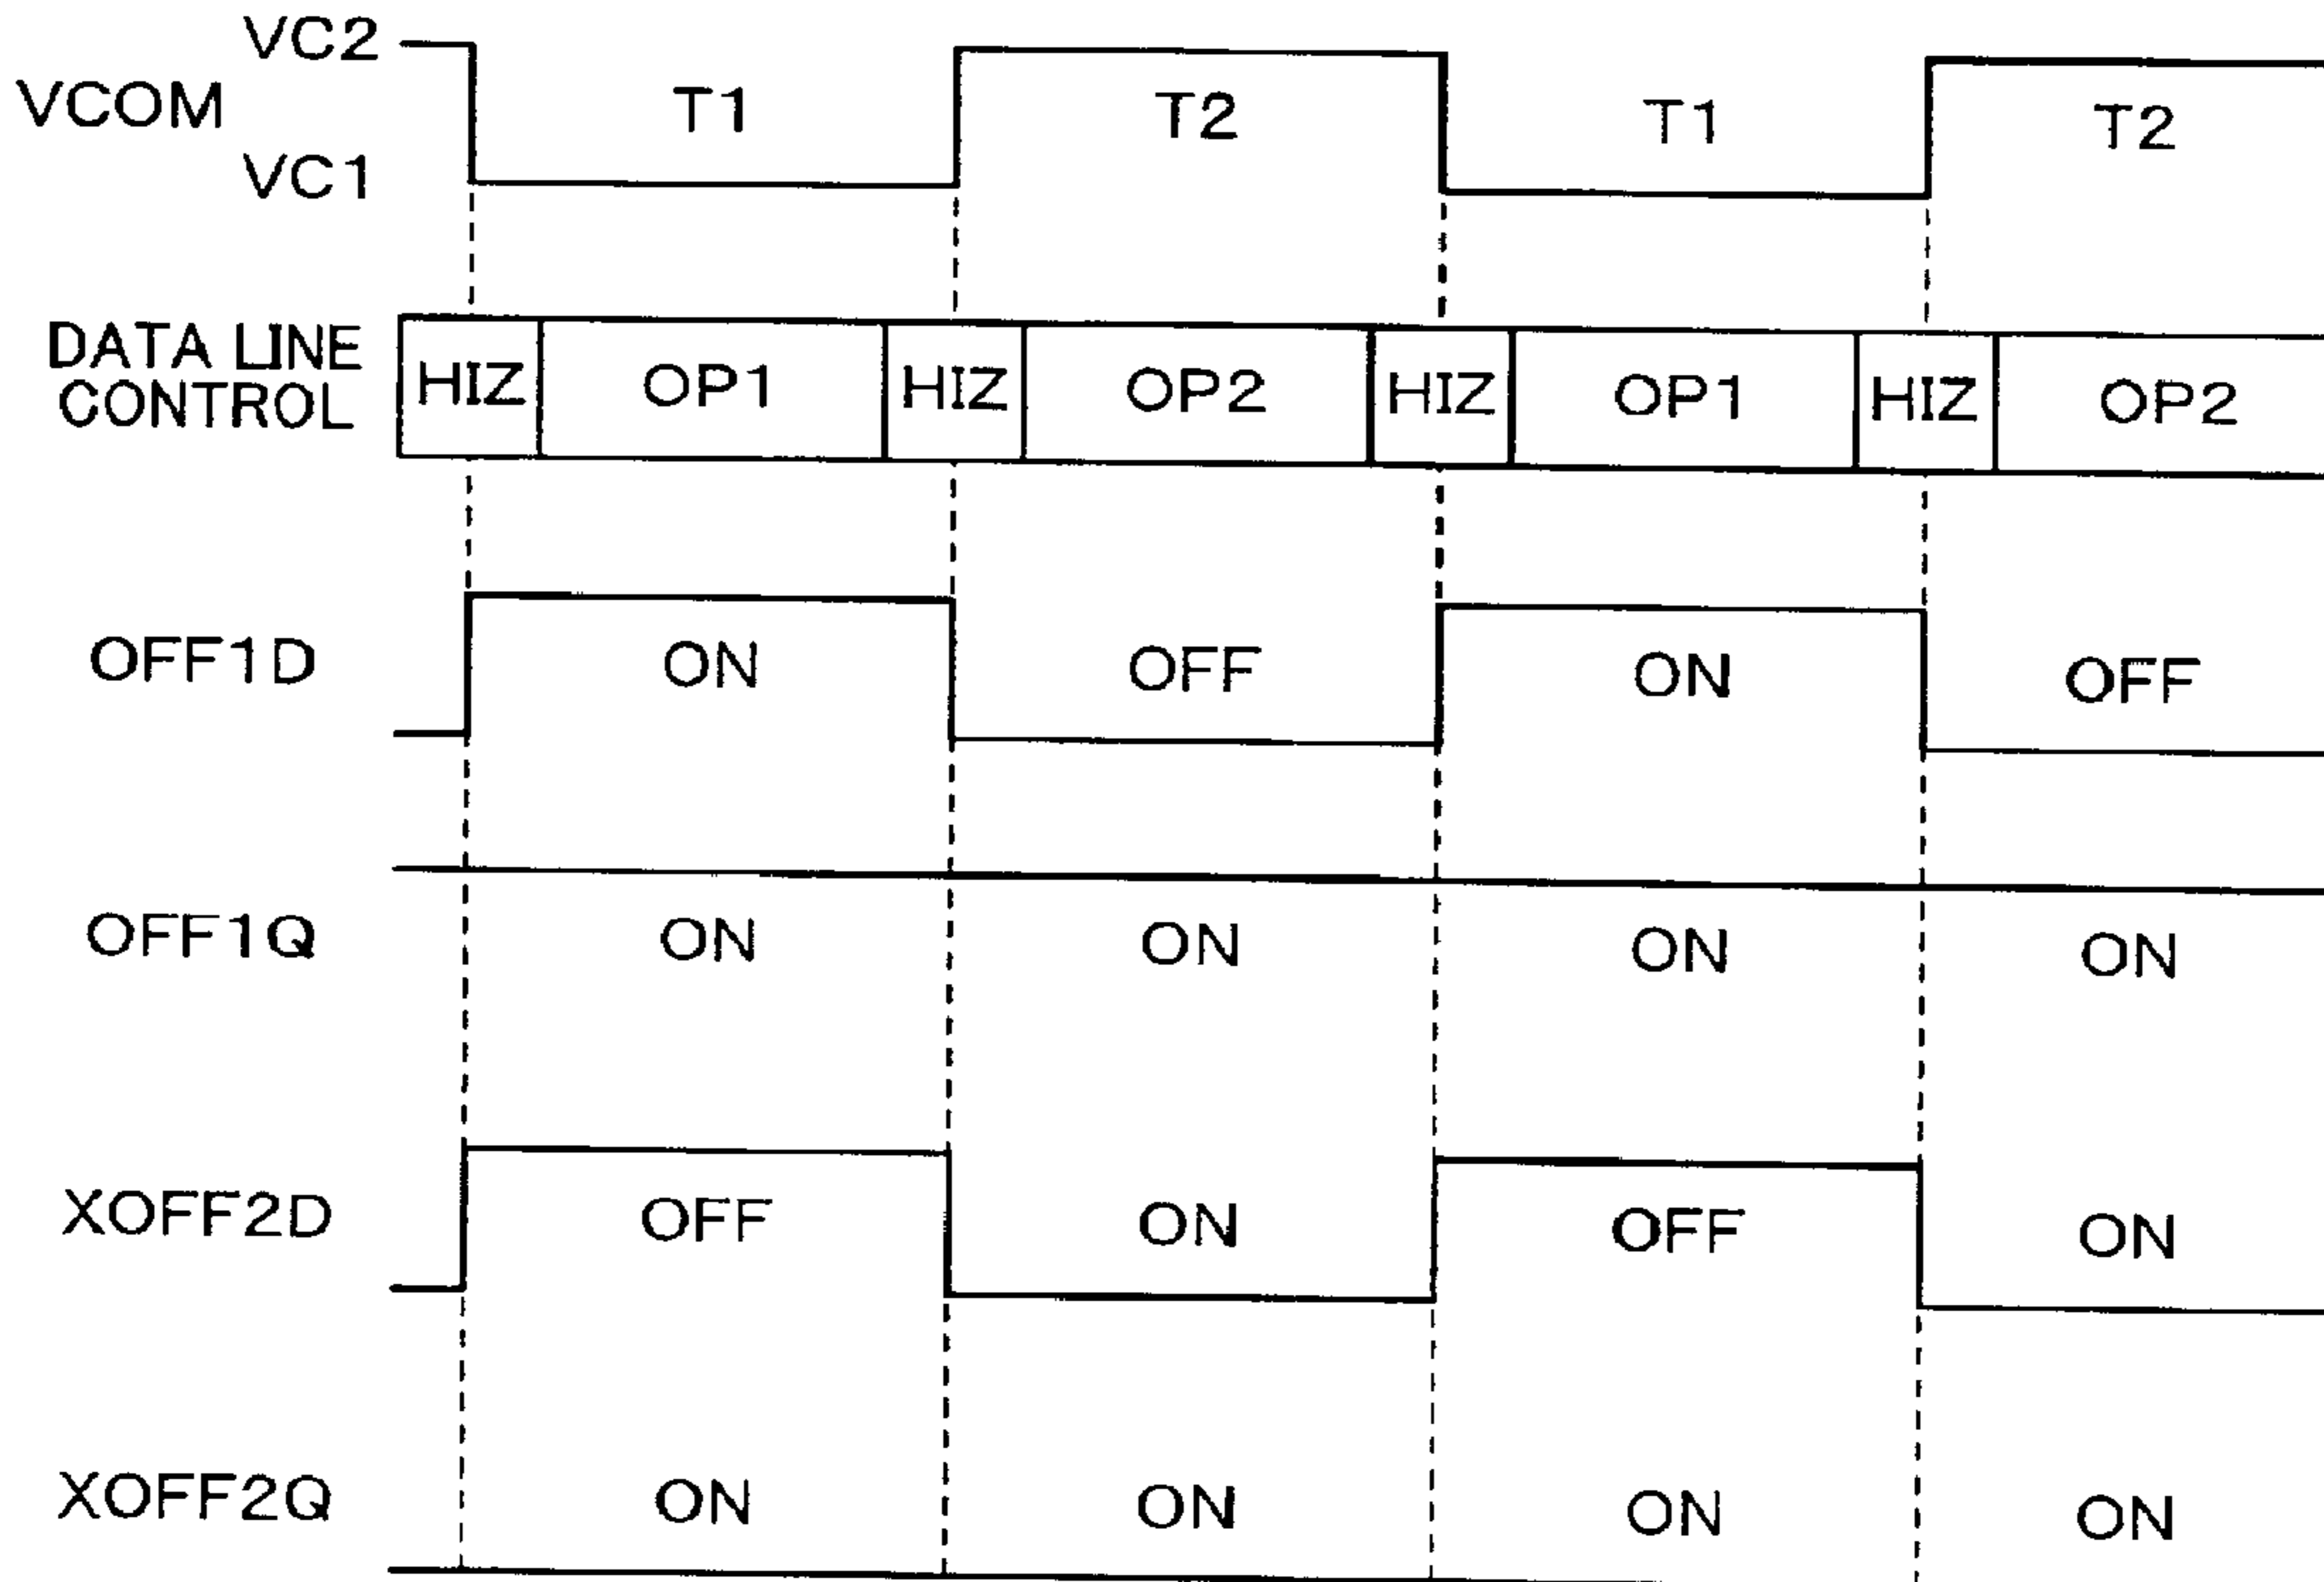 VC2
VCOM
VC1
T1 T2 T1 T2
DATA LINE
CONTROL
HIZ OP1 HIZ OP2 HIZ OP1 HIZ OP2
OFF1D ON OFF ON OFF
OFF1Q ON ON ON ON
XOFF2D OFF ON OFF ON
XOFF2Q ON ON ON ON